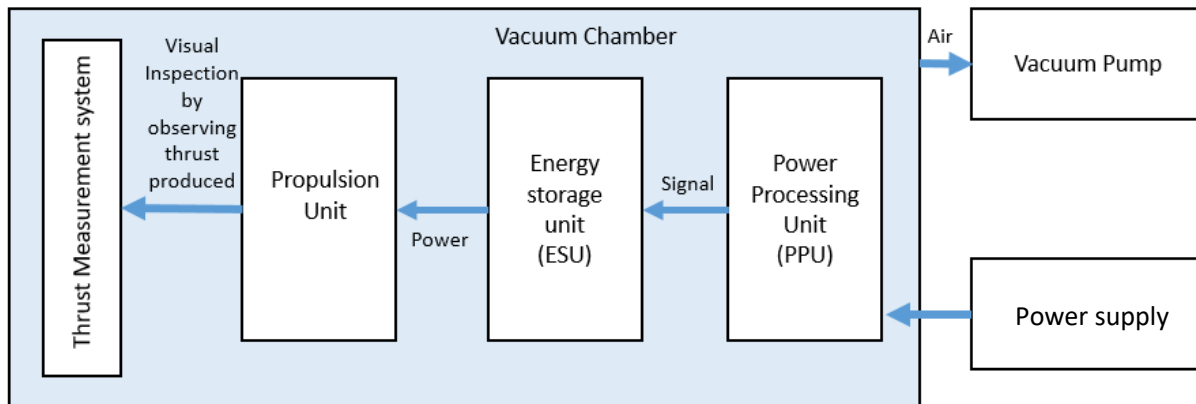 Vacuum Chamber
Thrust Measurement system
Visual
Inspection
by
observing
thrust
produced
Propulsion
Unit
Power
Energy
storage
unit
(ESU)
Signal
Power
Processing
Unit
(PPU)
Air
Vacuum Pump
Power supply